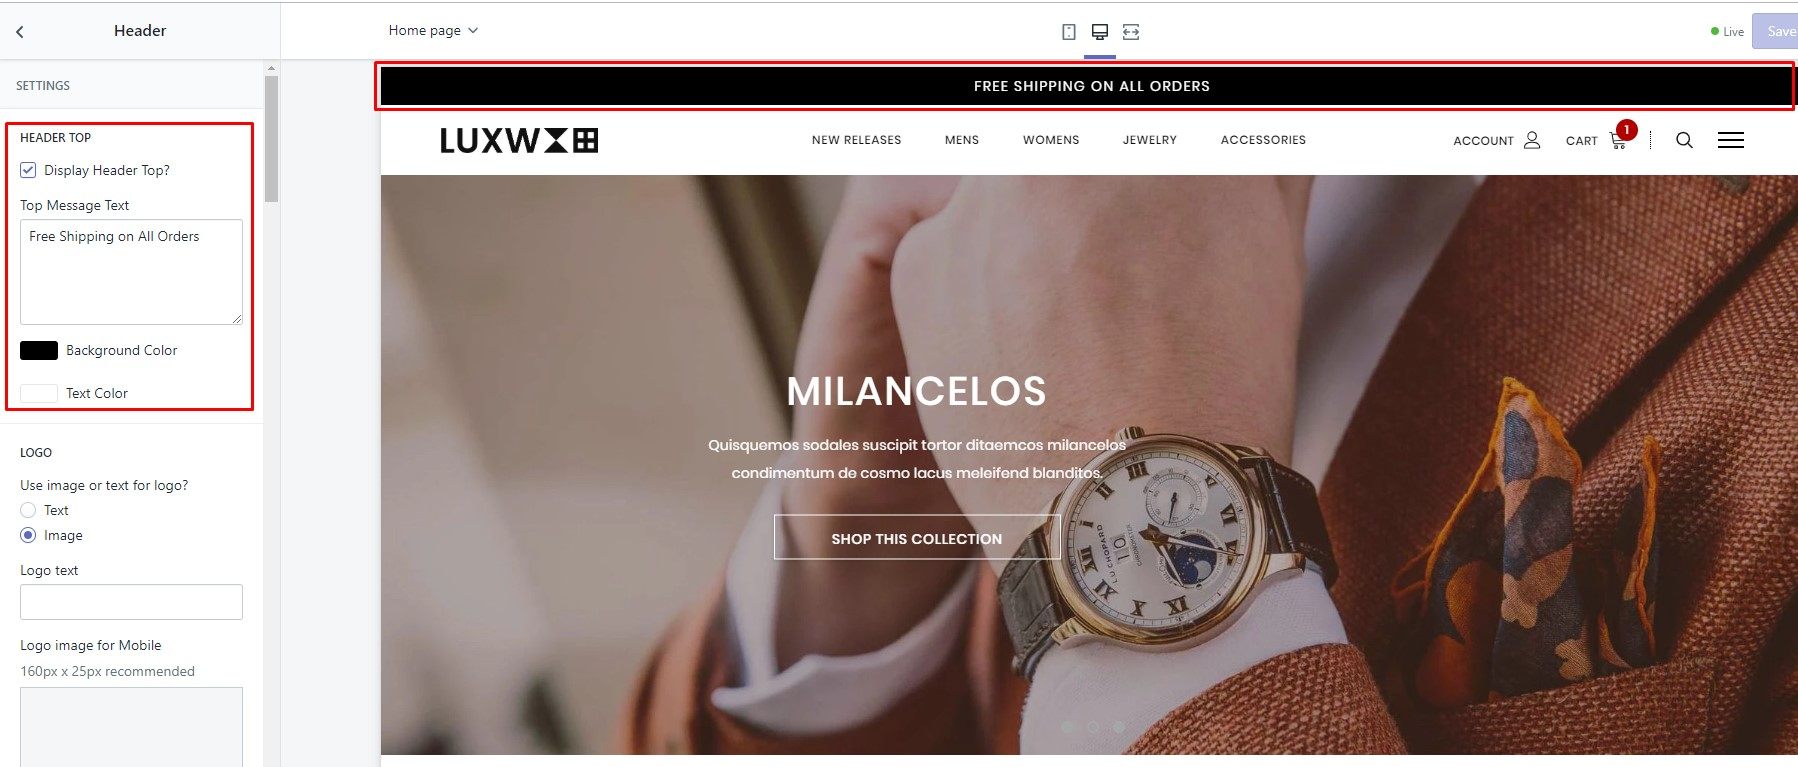 Header
Home page
Live
Save
SETTINGS
HEADER TOP
Display Header Top?
Top Message Text
Free Shipping on All Orders
Background Color
Text Color
LOGO
Use image or text for logo?
Text
Image
Logo text
Logo image for Mobile
160px x 25px recommended
FREE SHIPPING ON ALL ORDERS
LUXW
NEW RELEASES MENS WOMENS JEWELRY ACCESSORIES
ACCOUNT CART 1
MILANCELOS
Quisquemos sodales suscipit tortor ditaemcos milancelos
condimentum de cosmo lacus meleifend blanditos.
SHOP THIS COLLECTION
L.U CHOPARD